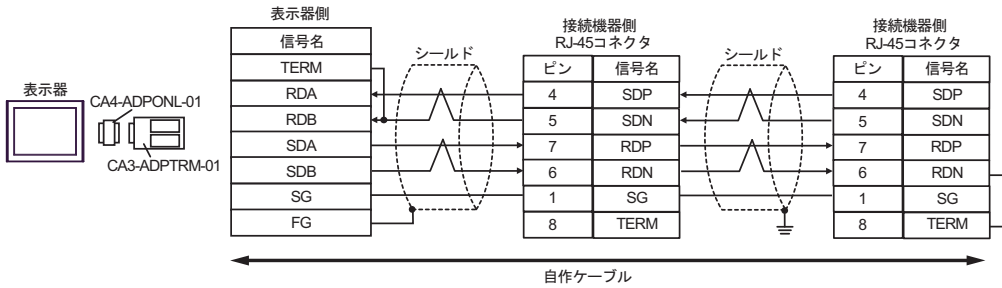 表示器
CA4-ADPONL-01
CA3-ADPTRM-01
表示器側
信号名
TERM
RDA
RDB
SDA
SDB
SG
FG
シールド
接続機器側
RJ-45コネクタ
ピン 信号名
4 SDP
5 SDN
7 RDP
6 RDN
1 SG
8 TERM
シールド
接続機器側
RJ-45コネクタ
ピン 信号名
4 SDP
5 SDN
7 RDP
6 RDN
1 SG
8 TERM
自作ケーブル